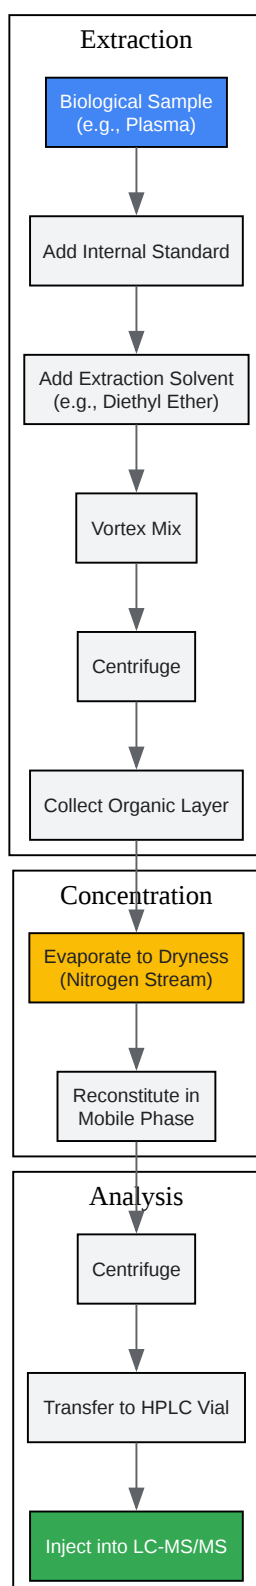 Extraction
Biological Sample
(e.g., Plasma)
Add Internal Standard
Add Extraction Solvent
(e.g., Diethyl Ether)
Vortex Mix
Centrifuge
Collect Organic Layer
Concentration
Evaporate to Dryness
(Nitrogen Stream)
Reconstitute in
Mobile Phase
Analysis
Centrifuge
Transfer to HPLC Vial
Inject into LC-MS/MS